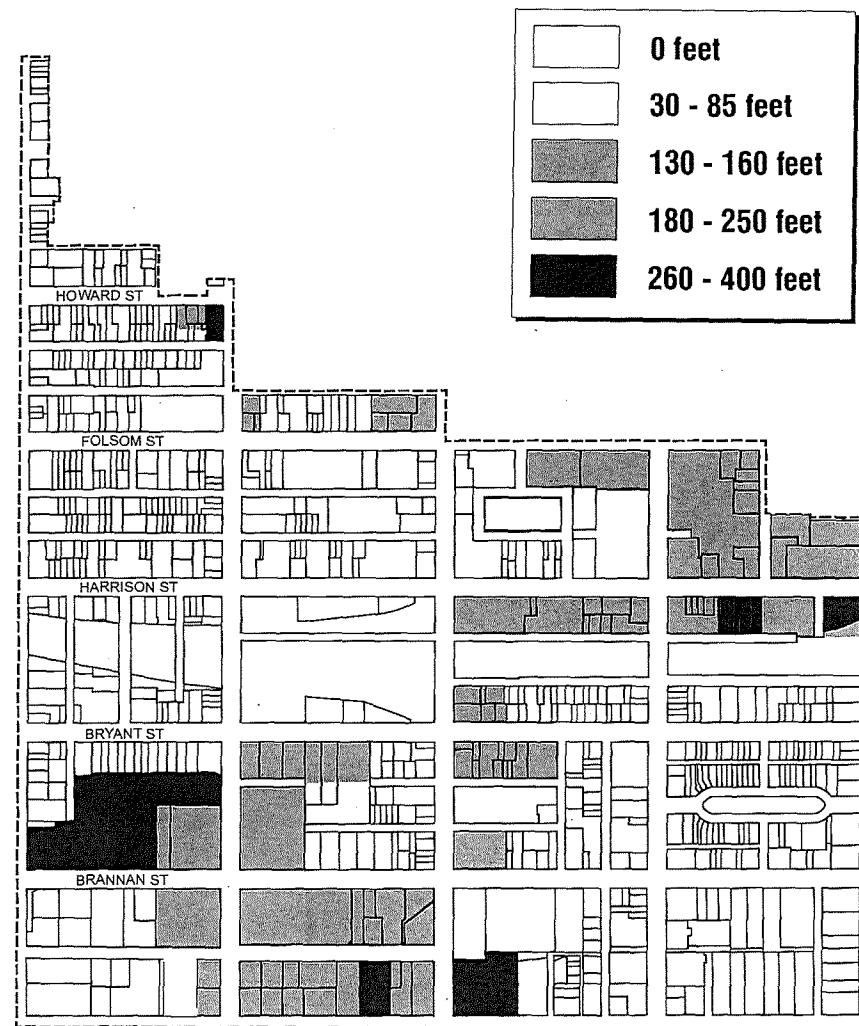 0 feet
30 - 85 feet
130 - 160 feet
180 - 250 feet
260 - 400 feet
HOWARD ST
FOLSOM ST
HARRISON ST
BRYANT ST
BRANNAN ST